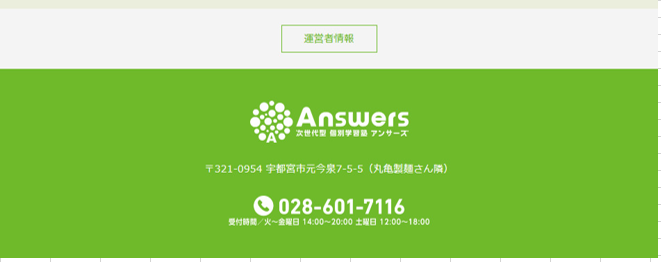 運営者情報
Answers
次世代型 個別学習塾 アンサーズ
A
〒321-0954 宇都宮市元今泉7-5-5（丸亀製麺さん隣）
028-601-7116
受付時間／火〜金曜日 14:00〜20:00 土曜日 12:00〜18:00